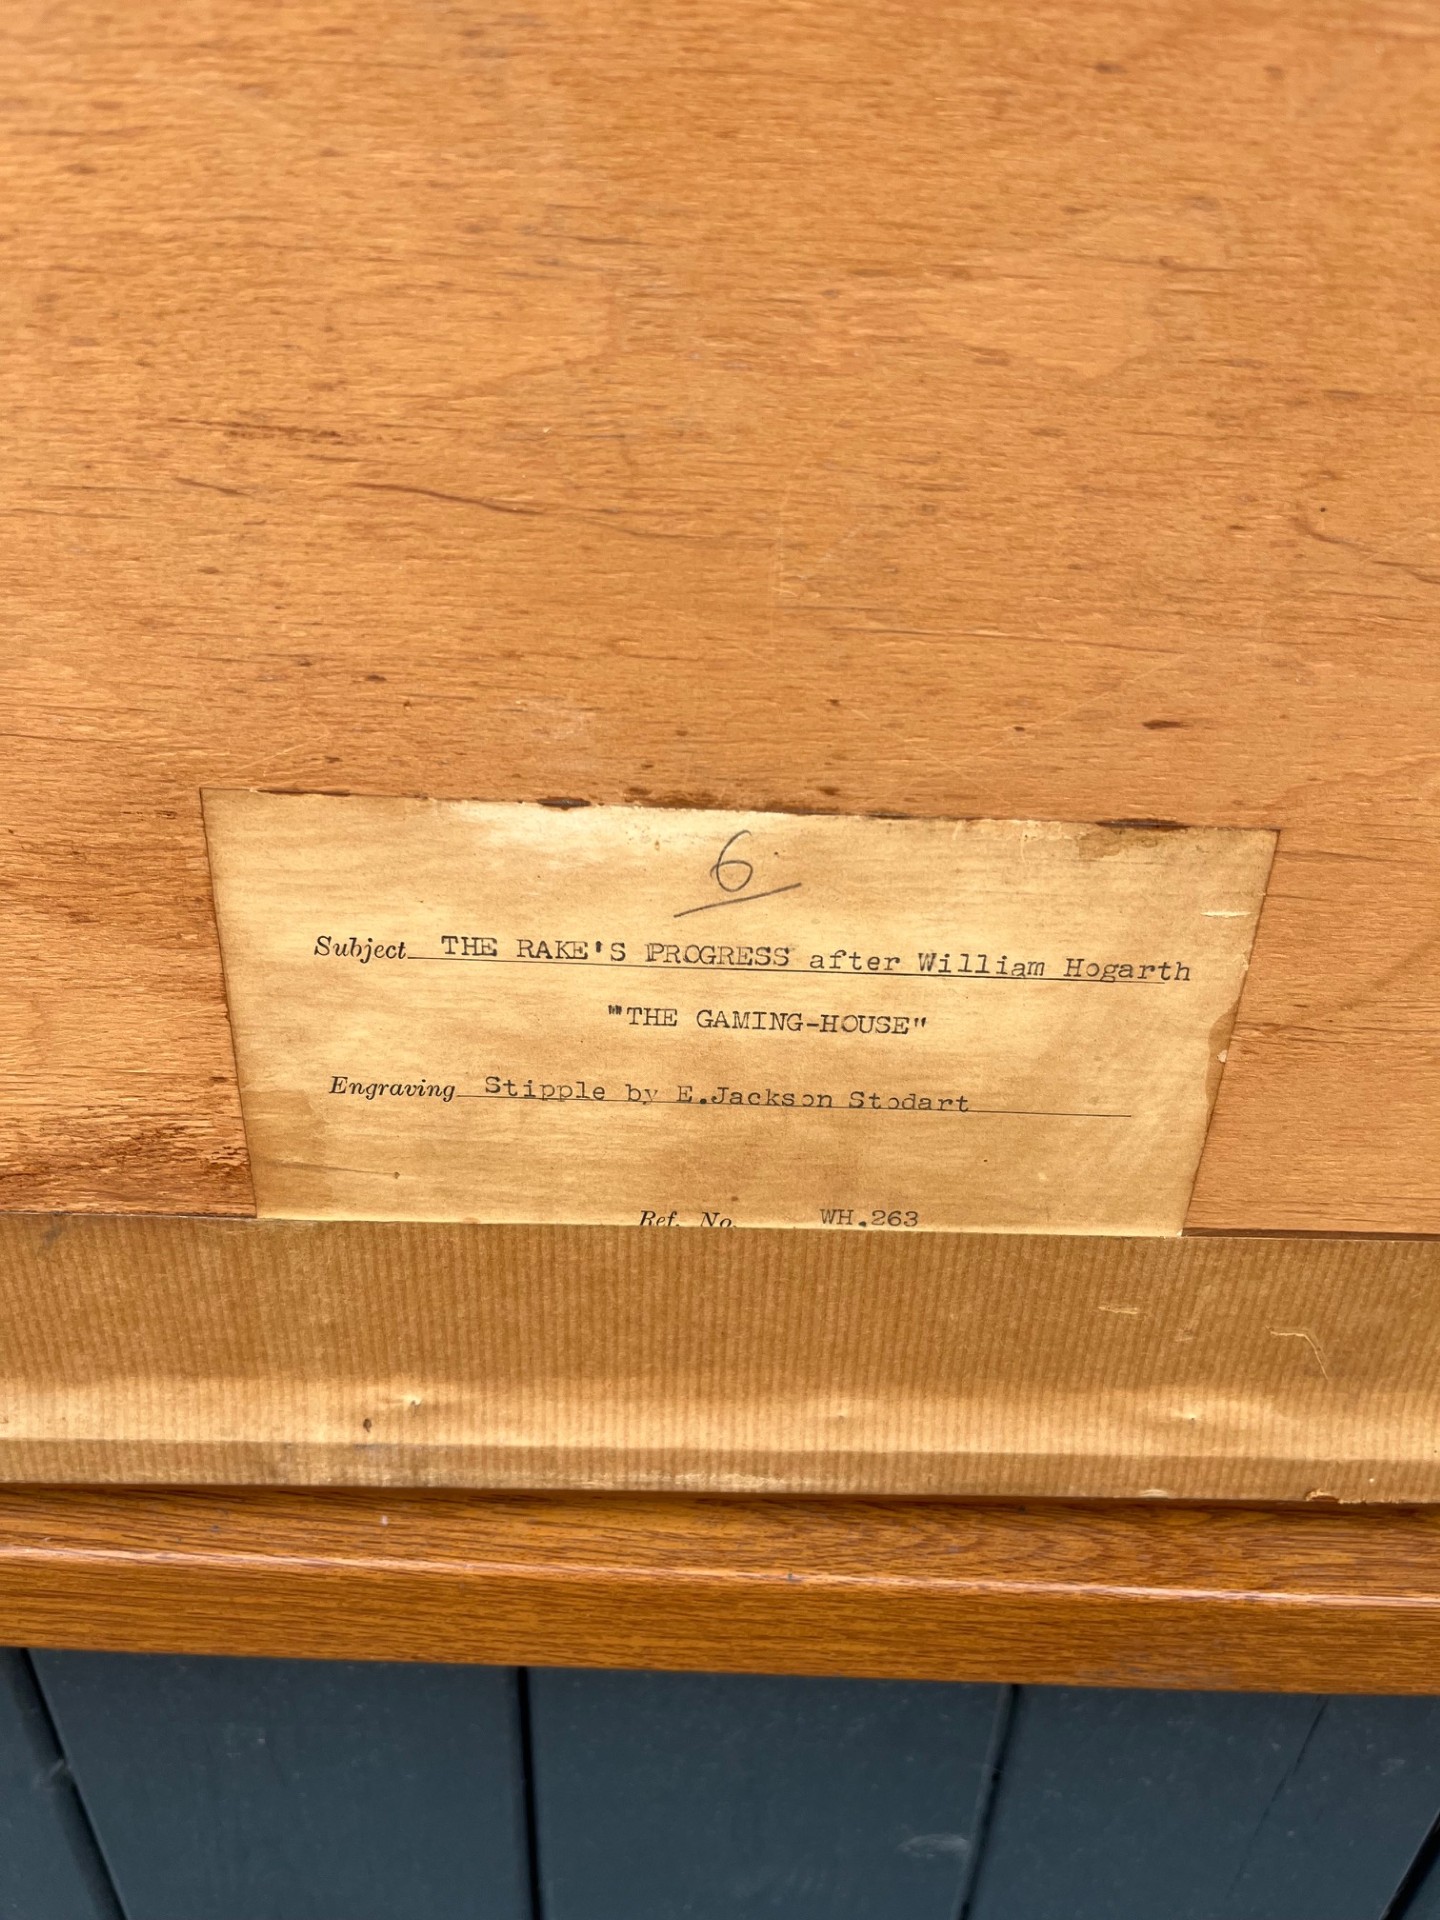 6
Subject THE RAKE'S PROGRESS after William Hogarth
"THE GAMING-HOUSE"
Engraving Stipple by E.Jackson Stodart
Ref. No. WH.263